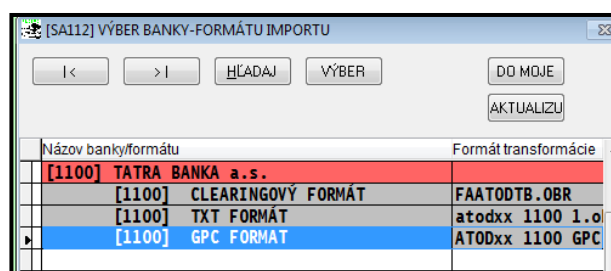 [SA112] VÝBER BANKY-FORMÁTU IMPORTU
|< >| HĽADAJ VÝBER DO MOJE
AKTUALIZU
Názov banky/formátu Formát transformácie
[1100] TATRA BANKA a.s.
[1100] CLEARINGOVÝ FORMÁT FAATODTB.OBR
[1100] TXT FORMÁT atodxx 1100 1.o
[1100] GPC FORMAT ATODxx 1100 GPC